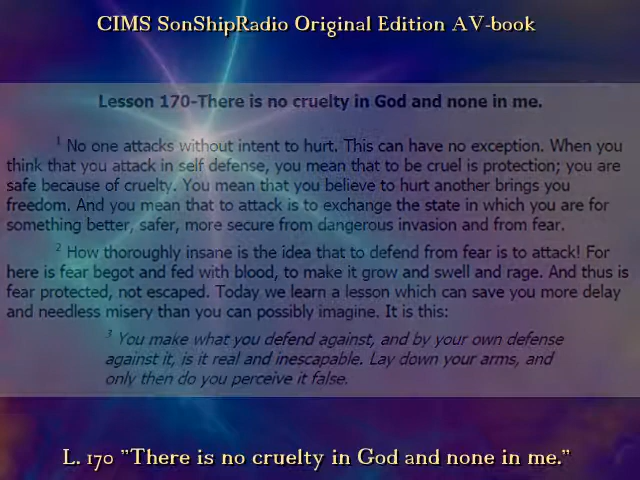 CIMS SonShipRadio Original Edition AV-book
Lesson 170-There is no cruelty in God and none in me.
1 No one attacks without intent to hurt. This can have no exception. When you
think that you attack in self defense, you mean that to be cruel is protection; you are
safe because of cruelty. You mean that you believe to hurt another brings you
freedom. And you mean that to attack is to exchange the state in which you are for
something better, safer, more secure from dangerous invasion and from fear.
2 How thoroughly insane is the idea that to defend from fear is to attack! For
here is fear begot and fed with blood, to make it grow and swell and rage. And thus is
fear protected, not escaped. Today we learn a lesson which can save you more delay
and needless misery than you can possibly imagine. It is this:
3 You make what you defend against, and by your own defense
against it, is it real and inescapable. Lay down your arms, and
only then do you perceive it false.
L. 170 "There is no cruelty in God and none in me."